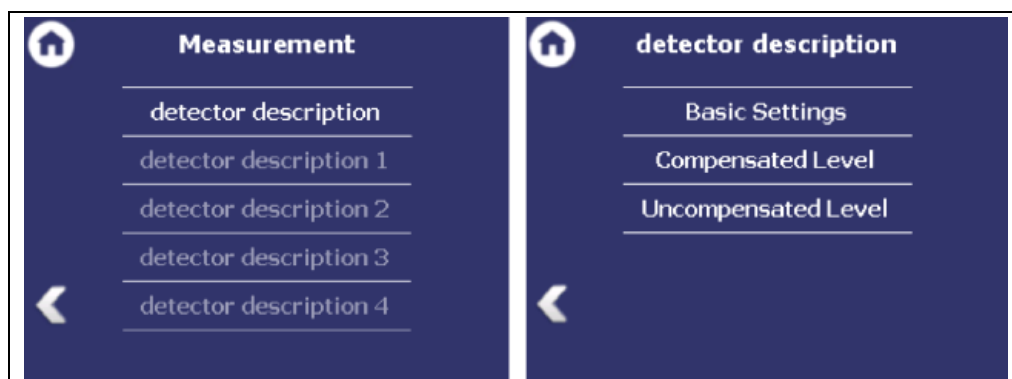 Measurement
detector description
detector description 1
detector description 2
detector description 3
detector description 4
detector description
Basic Settings
Compensated Level
Uncompensated Level